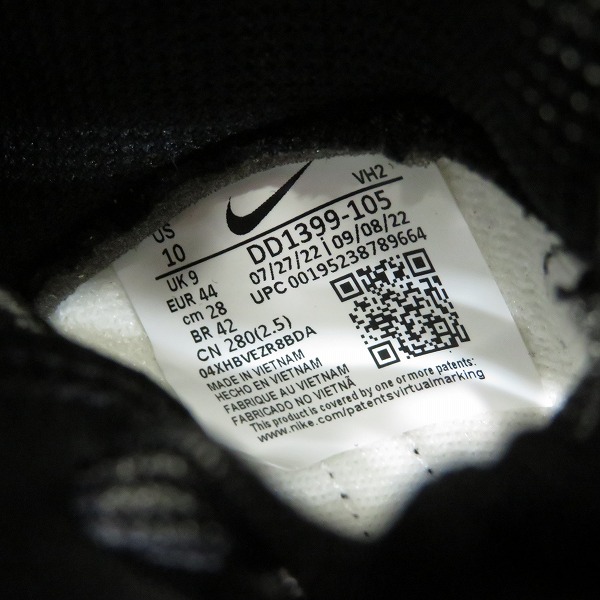 VH2
US
10
DD1399-105
07/27/22 | 09/08/22
UPC 00195238789664
UK 9
EUR 44
cm 28
BR 42
CN 280(2.5)
04XHBVEZR8BDA
MADE IN VIETNAM
HECHO EN VIETNAM
FABRIQUE AU VIETNAM
FABRICADO NO VIETNÃ
This product is covered by one or more patents:
www.nike.com/patentsvirtualmarking